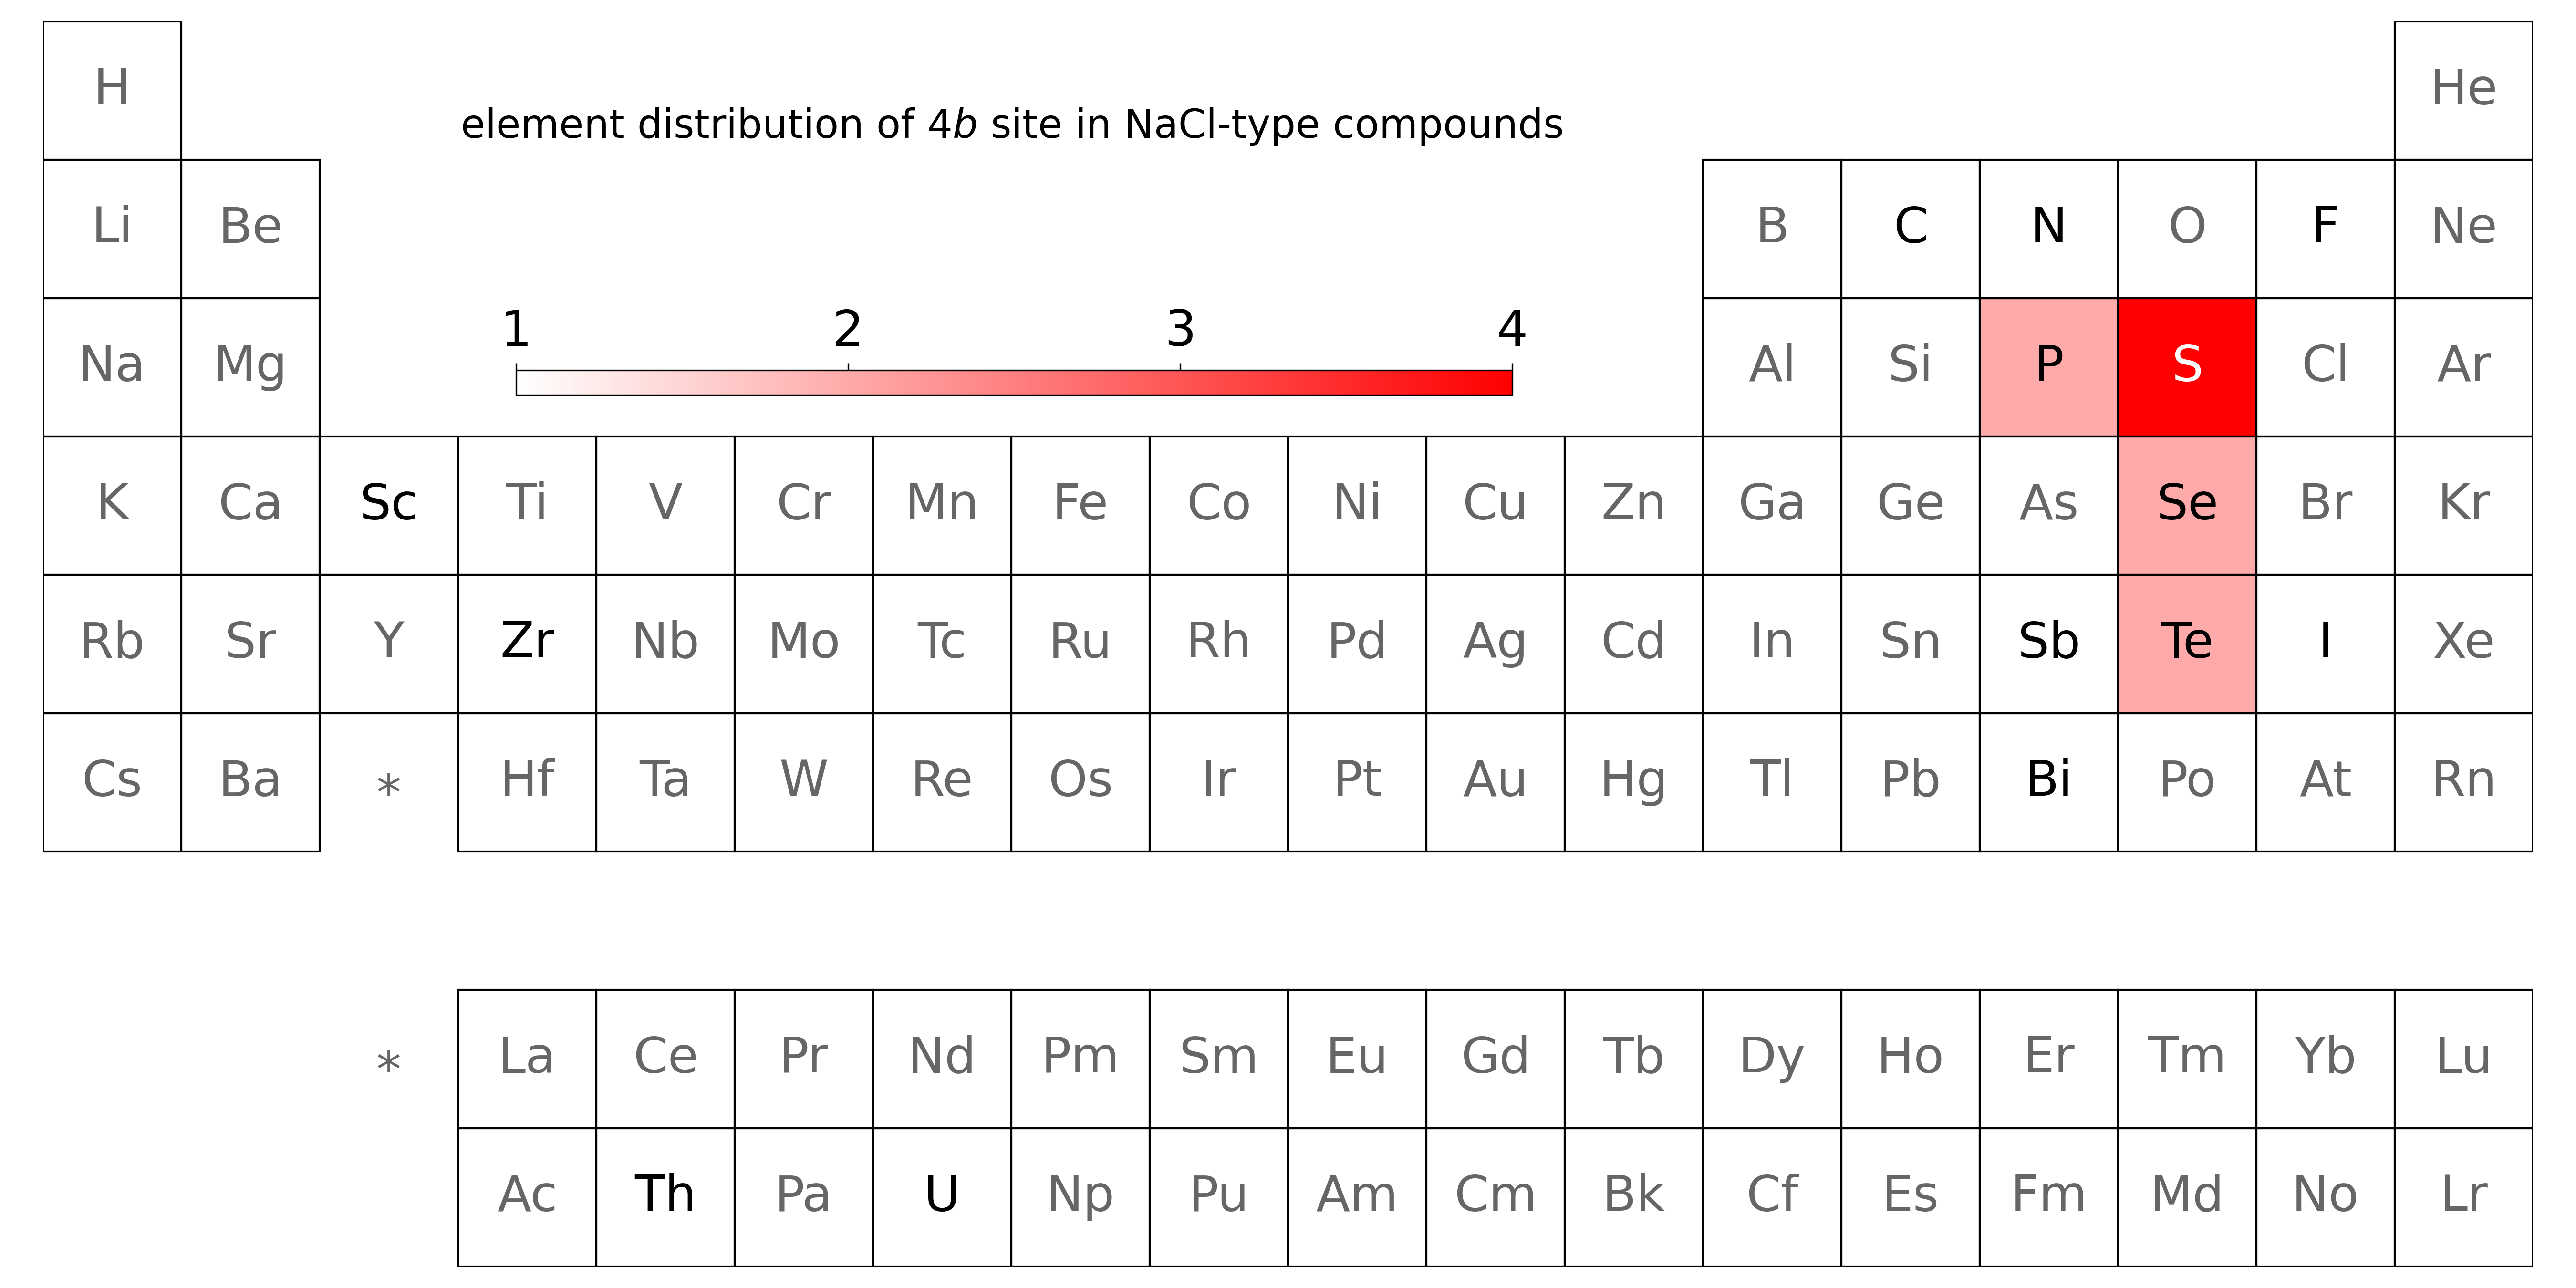 H He
element distribution of 4b site in NaCl-type compounds
Li Be B C N O F Ne
1 2 3 4
Na Mg Al Si P S Cl Ar
K Ca Sc Ti V Cr Mn Fe Co Ni Cu Zn Ga Ge As Se Br Kr
Rb Sr Y Zr Nb Mo Tc Ru Rh Pd Ag Cd In Sn Sb Te I Xe
Cs Ba * Hf Ta W Re Os Ir Pt Au Hg Tl Pb Bi Po At Rn
* La Ce Pr Nd Pm Sm Eu Gd Tb Dy Ho Er Tm Yb Lu
Ac Th Pa U Np Pu Am Cm Bk Cf Es Fm Md No Lr